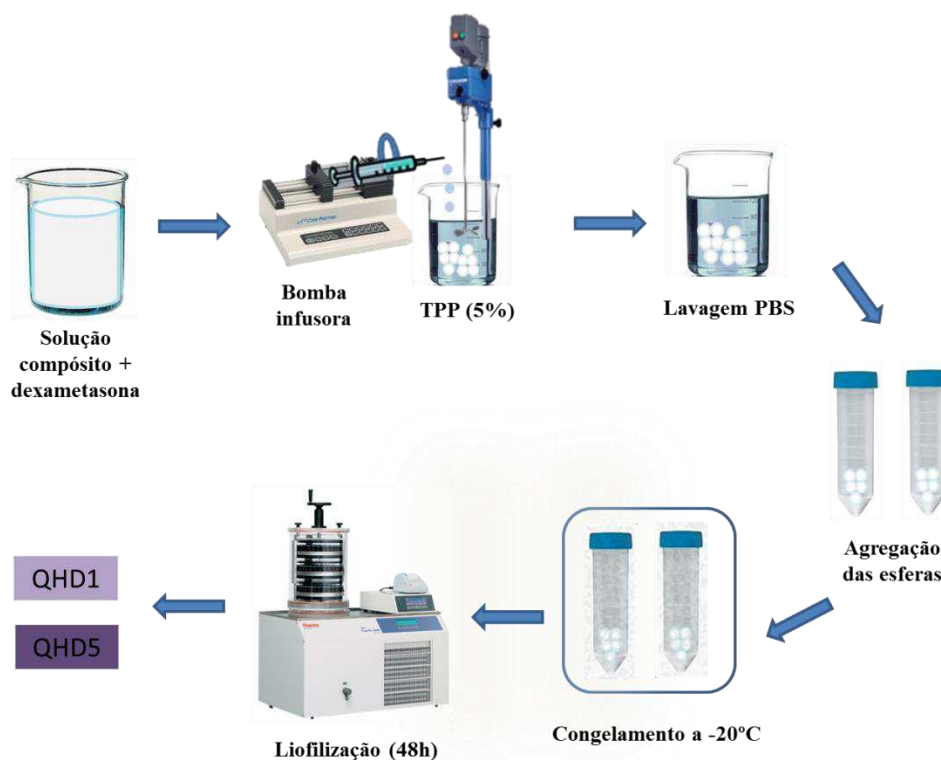 Solução
compósito +
dexametasona
Bomba
infusora
TPP (5%)
Lavagem PBS
Agregação
das esferas
Congelamento a -20ºC
Liofilização (48h)
QHD1
QHD5